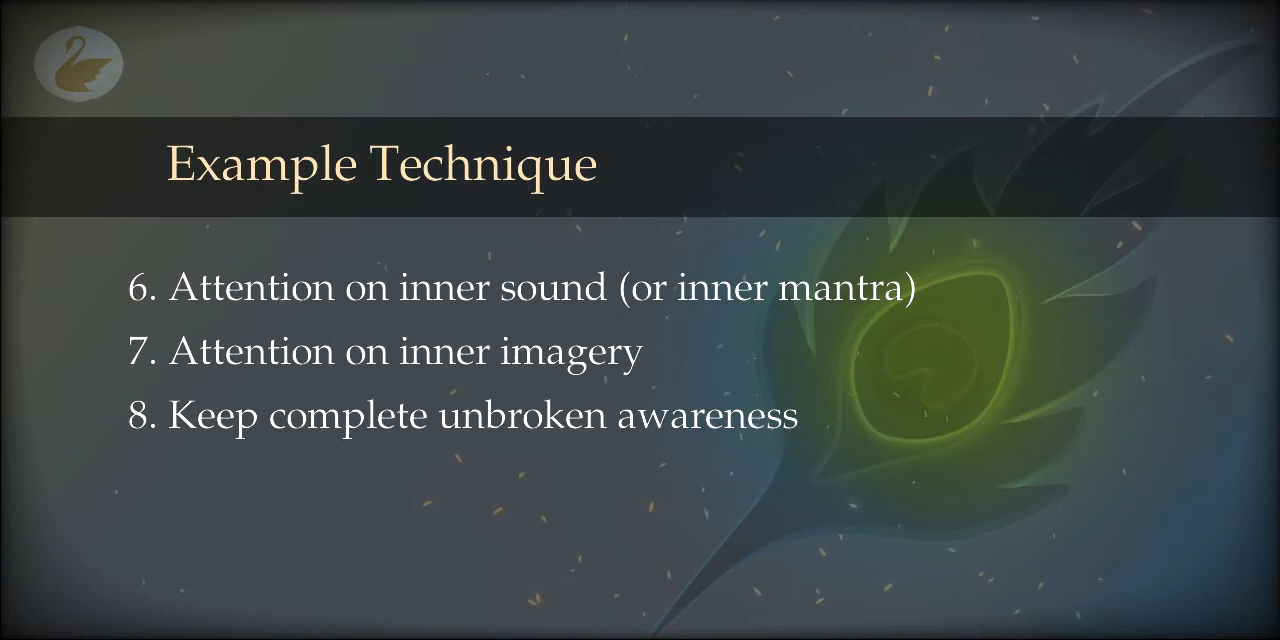 Example Technique
6. Attention on inner sound (or inner mantra)
7. Attention on inner imagery
8. Keep complete unbroken awareness